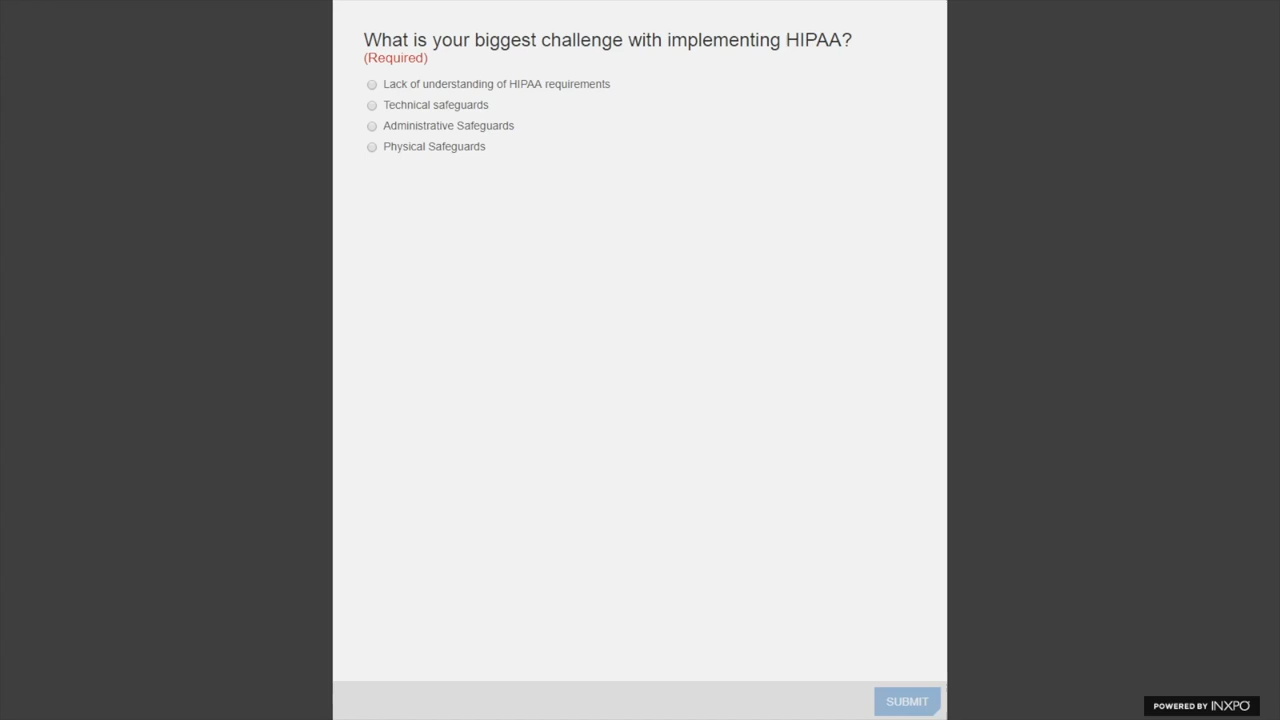 What is your biggest challenge with implementing HIPAA?
(Required)
Lack of understanding of HIPAA requirements
Technical safeguards
Administrative Safeguards
Physical Safeguards
SUBMIT
POWERED BY INXPO